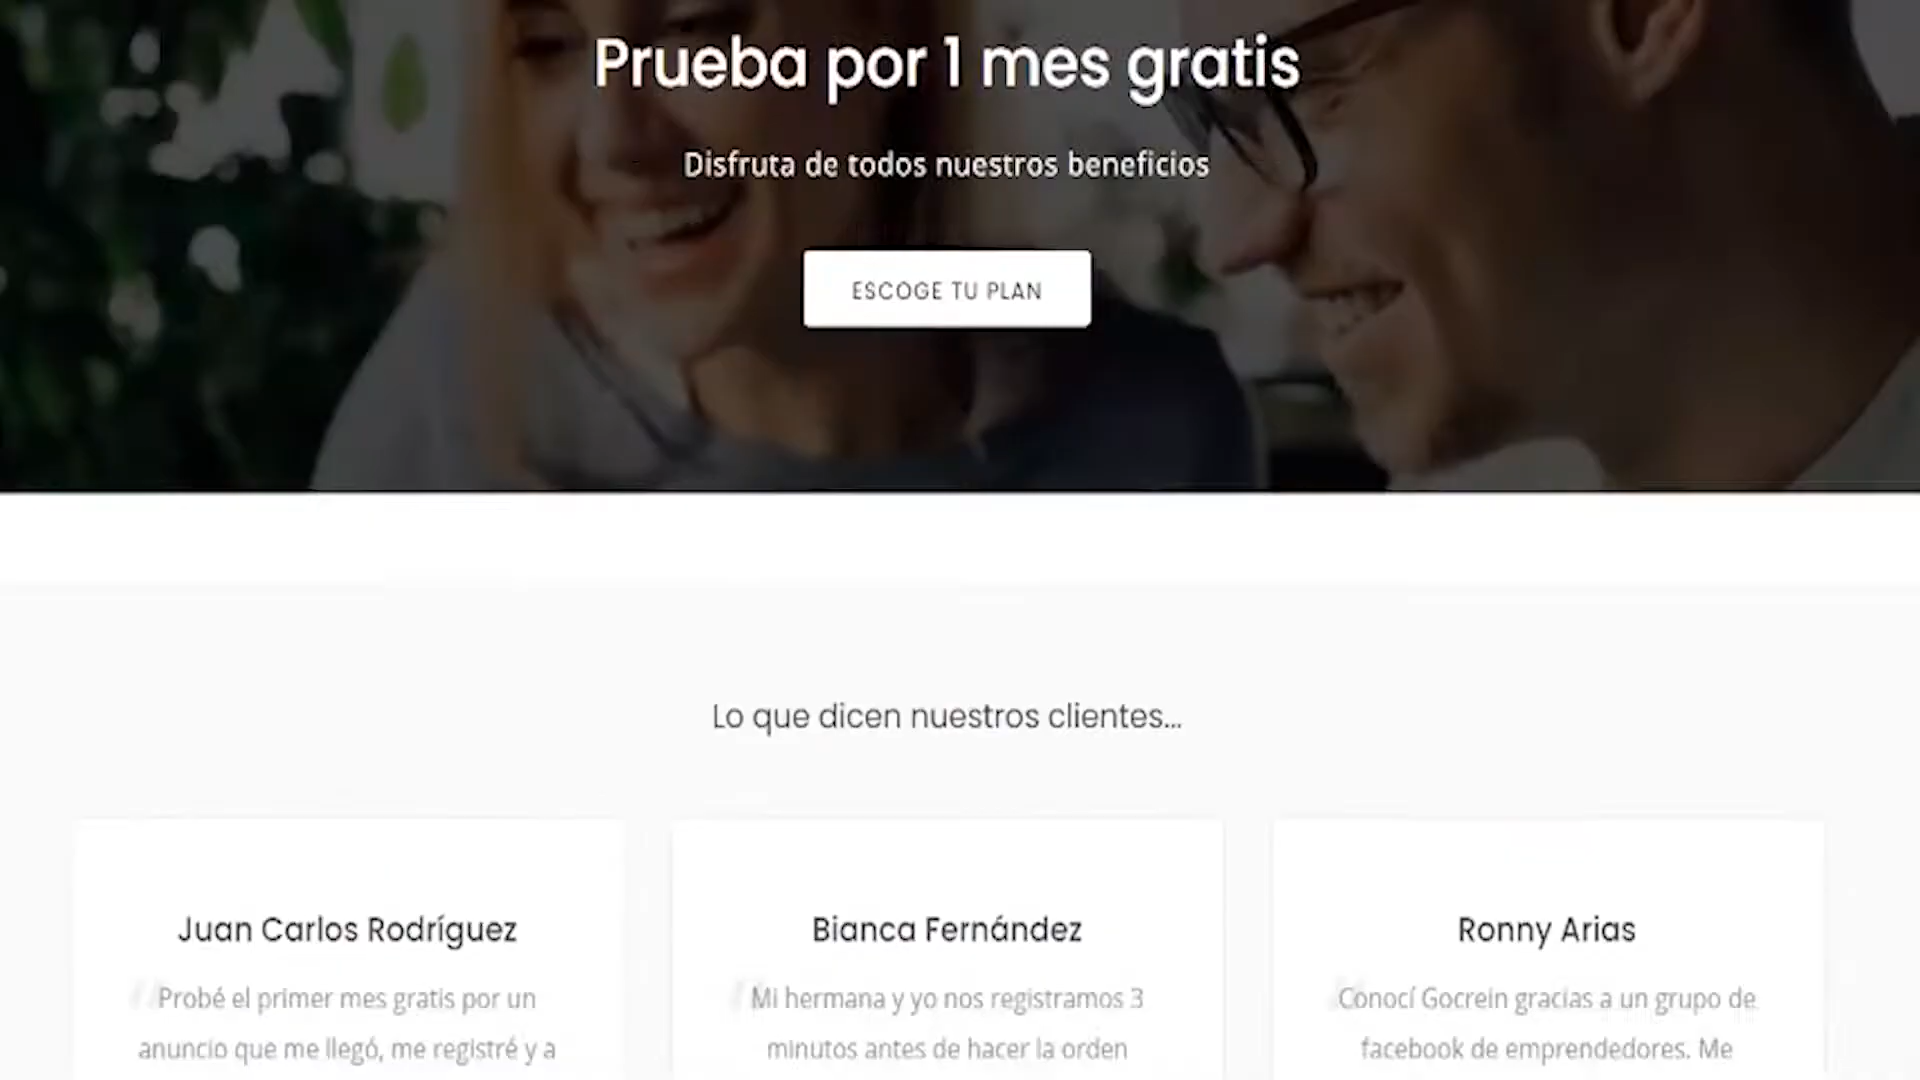 Prueba por 1 mes gratis
Disfruta de todos nuestros beneficios
ESCOGE TU PLAN
Lo que dicen nuestros clientes...
Juan Carlos Rodríguez
Probé el primer mes gratis por un
anuncio que me llegó, me registré y a
Bianca Fernández
Mi hermana y yo nos registramos 3
minutos antes de hacer la orden
Ronny Arias
Conocí Gocrein gracias a un grupo de
facebook de emprendedores. Me